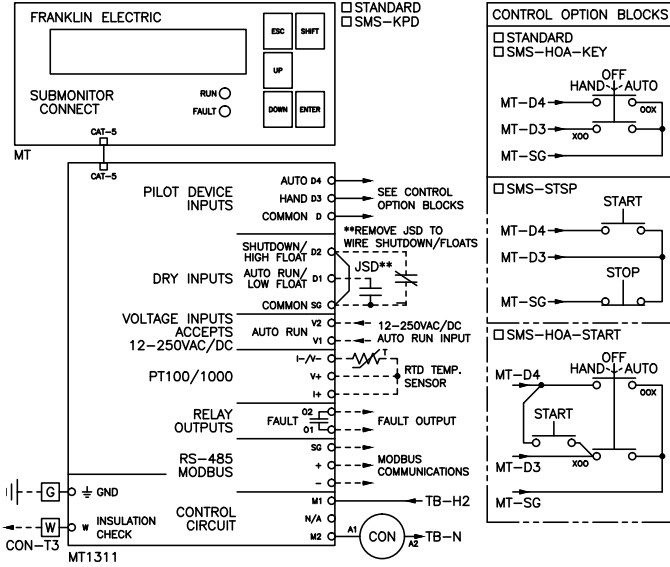 FRANKLIN ELECTRIC
ESC
SHIFT
UP
SUBMONITOR
CONNECT
RUN
FAULT
DOWN
ENTER
CAT-5
MT
CAT-5
□ STANDARD
□ SMS-KPD
PILOT DEVICE
INPUTS
AUTO D4
HAND D3
COMMON D
SEE CONTROL
OPTION BLOCKS
**REMOVE JSD TO
WIRE SHUTDOWN/FLOATS
DRY INPUTS
SHUTDOWN/
HIGH FLOAT
D2
AUTO RUN/
LOW FLOAT
D1
COMMON SG
JSD**
VOLTAGE INPUTS
ACCEPTS
12-250VAC/DC
AUTO RUN
V2
V1
12-250VAC/DC
AUTO RUN INPUT
PT100/1000
I-/V-
V+
I+
T
RTD TEMP.
SENSOR
RELAY
OUTPUTS
FAULT
O2
O1
FAULT OUTPUT
RS-485
MODBUS
SG
+
-
MODBUS
COMMUNICATIONS
G
GND
W
W
INSULATION
CHECK
CON-T3
CONTROL
CIRCUIT
M1
N/A
M2
TB-H2
A1
CON
A2
TB-N
MT1311
CONTROL OPTION BLOCKS
□ STANDARD
□ SMS-HOA-KEY
OFF
HAND AUTO
MT-D4
OOX
MT-D3
XOO
MT-SG
□ SMS-STSP
START
MT-D4
MT-D3
STOP
MT-SG
□ SMS-HOA-START
OFF
HAND AUTO
MT-D4
OOX
START
MT-D3
XOO
MT-SG